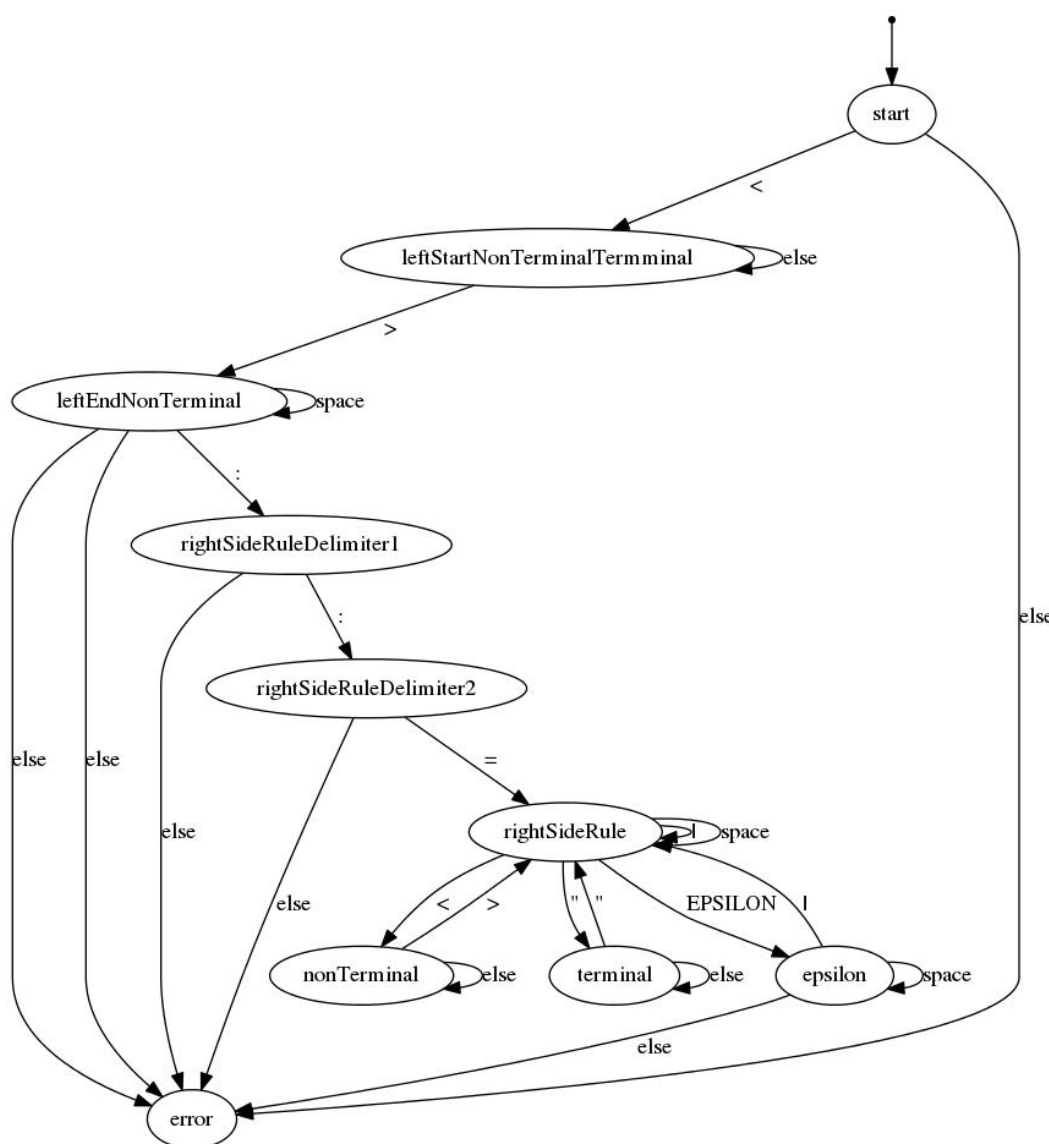 start
<
leftStartNonTerminalTermminal
else
>
leftEndNonTerminal
space
:
rightSideRuleDelimiter1
:
else
rightSideRuleDelimiter2
else
else
=
else
rightSideRule
|
space
else
<
>
"
"
EPSILON
|
nonTerminal
else
terminal
else
epsilon
space
else
error